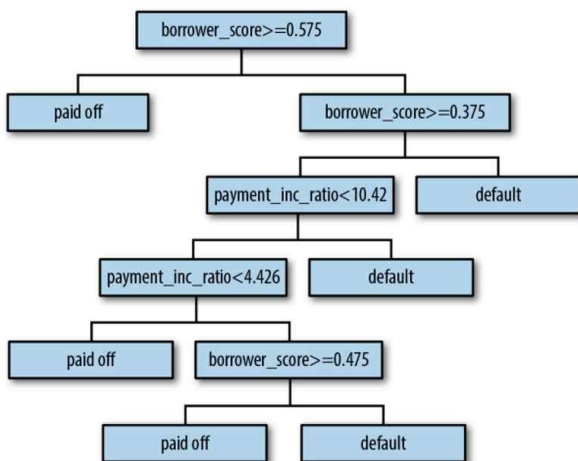 borrower_score>=0.575
paid off
borrower_score>=0.375
payment_inc_ratio<10.42
default
payment_inc_ratio<4.426
default
paid off
borrower_score>=0.475
paid off
default